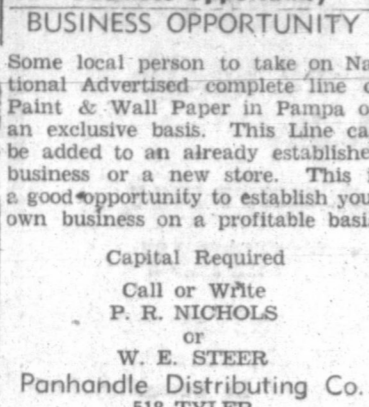 BUSINESS OPPORTUNITY
Some local person to take on Na
tional Advertised complete line o
Paint & Wall Paper in Pampa o
an exclusive basis. This Line ca
be added to an already establishe
business or a new store. This i
a good opportunity to establish you
own business on a profitable basi
Capital Required
Call or Write
P. R. NICHOLS
or
W. E. STEER
Panhandle Distributing Co.
518 TYLER